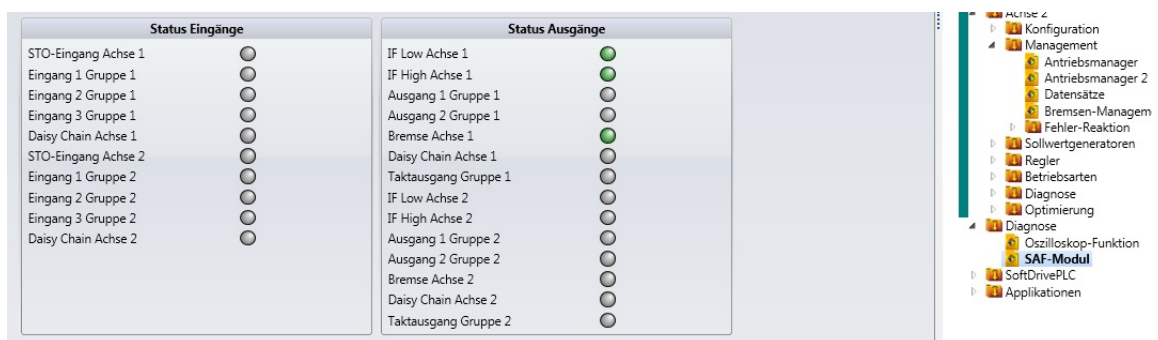 Status Eingänge
STO-Eingang Achse 1
Eingang 1 Gruppe 1
Eingang 2 Gruppe 1
Eingang 3 Gruppe 1
Daisy Chain Achse 1
STO-Eingang Achse 2
Eingang 1 Gruppe 2
Eingang 2 Gruppe 2
Eingang 3 Gruppe 2
Daisy Chain Achse 2
Status Ausgänge
IF Low Achse 1
IF High Achse 1
Ausgang 1 Gruppe 1
Ausgang 2 Gruppe 1
Bremse Achse 1
Daisy Chain Achse 1
Taktausgang Gruppe 1
IF Low Achse 2
IF High Achse 2
Ausgang 1 Gruppe 2
Ausgang 2 Gruppe 2
Bremse Achse 2
Daisy Chain Achse 2
Taktausgang Gruppe 2
Achse 2
Konfiguration
Management
Antriebsmanager
Antriebsmanager 2
Datensätze
Bremsen-Managem
Fehler-Reaktion
Sollwertgeneratoren
Regler
Betriebsarten
Diagnose
Optimierung
Diagnose
Oszilloskop-Funktion
SAF-Modul
SoftDrivePLC
Applikationen